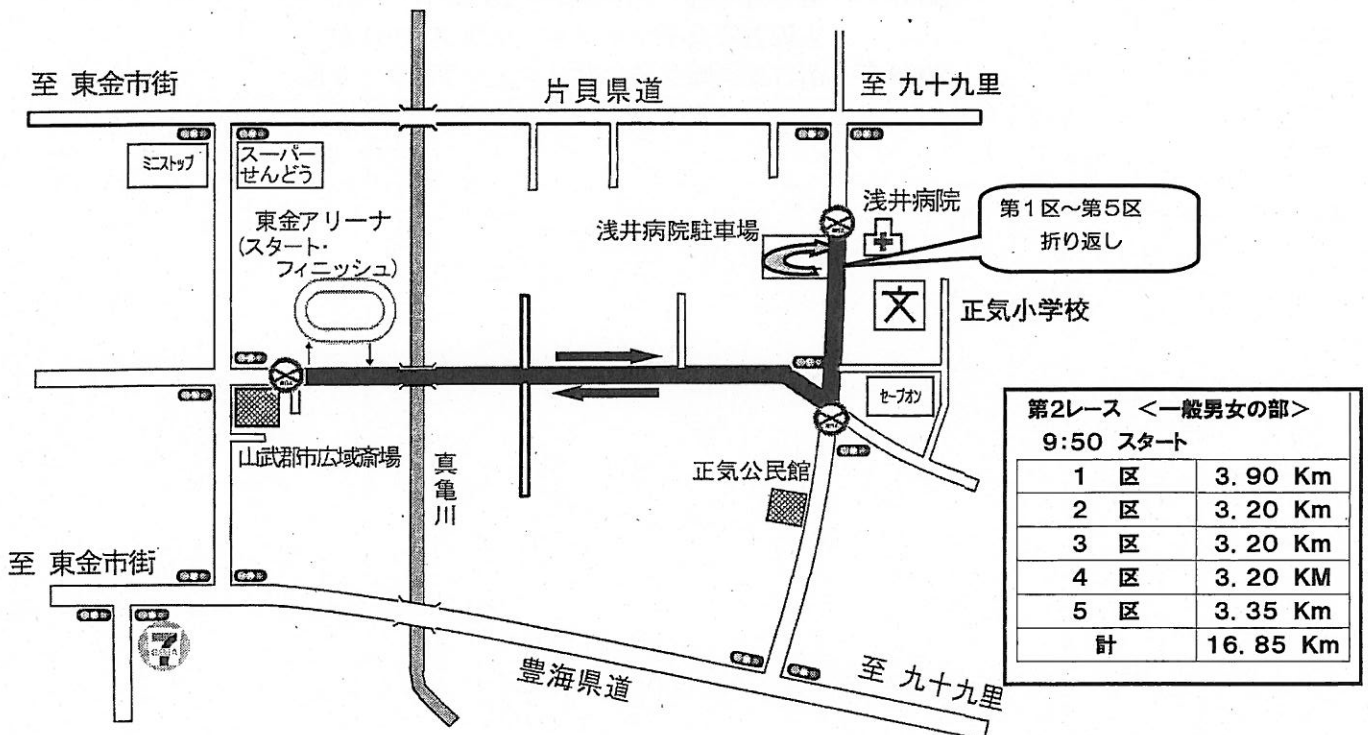 至 東金市街
片貝県道
至 九十九里
ミニストップ
スーパー
せんどう
東金アリーナ
(スタート・
フィニッシュ)
浅井病院駐車場
浅井病院
第1区~第5区
折り返し
文
正気小学校
セーブオン
山武郡市広域斎場
真亀川
正気公民館
至 東金市街
7
豊海県道
至 九十九里
第2レース <一般男女の部>
9:50 スタート
1 区 3.90 Km
2 区 3.20 Km
3 区 3.20 Km
4 区 3.20 KM
5 区 3.35 Km
計 16.85 Km